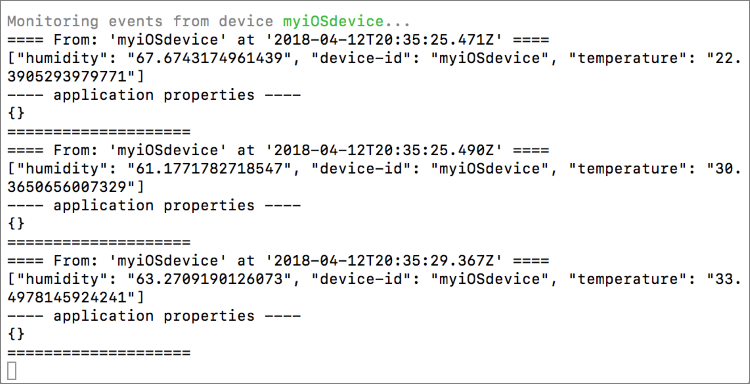 Monitoring events from device myiOSdevice...
==== From: 'myiOSdevice' at '2018-04-12T20:35:25.471Z' ====
["humidity": "67.6743174961439", "device-id": "myiOSdevice", "temperature": "22.
3905293979771"]
---- application properties ----
{}
====================
==== From: 'myiOSdevice' at '2018-04-12T20:35:25.490Z' ====
["humidity": "61.1771782718547", "device-id": "myiOSdevice", "temperature": "30.
3650656007329"]
---- application properties ----
{}
====================
==== From: 'myiOSdevice' at '2018-04-12T20:35:29.367Z' ====
["humidity": "63.2709190126073", "device-id": "myiOSdevice", "temperature": "33.
4978145924241"]
---- application properties ----
{}
====================